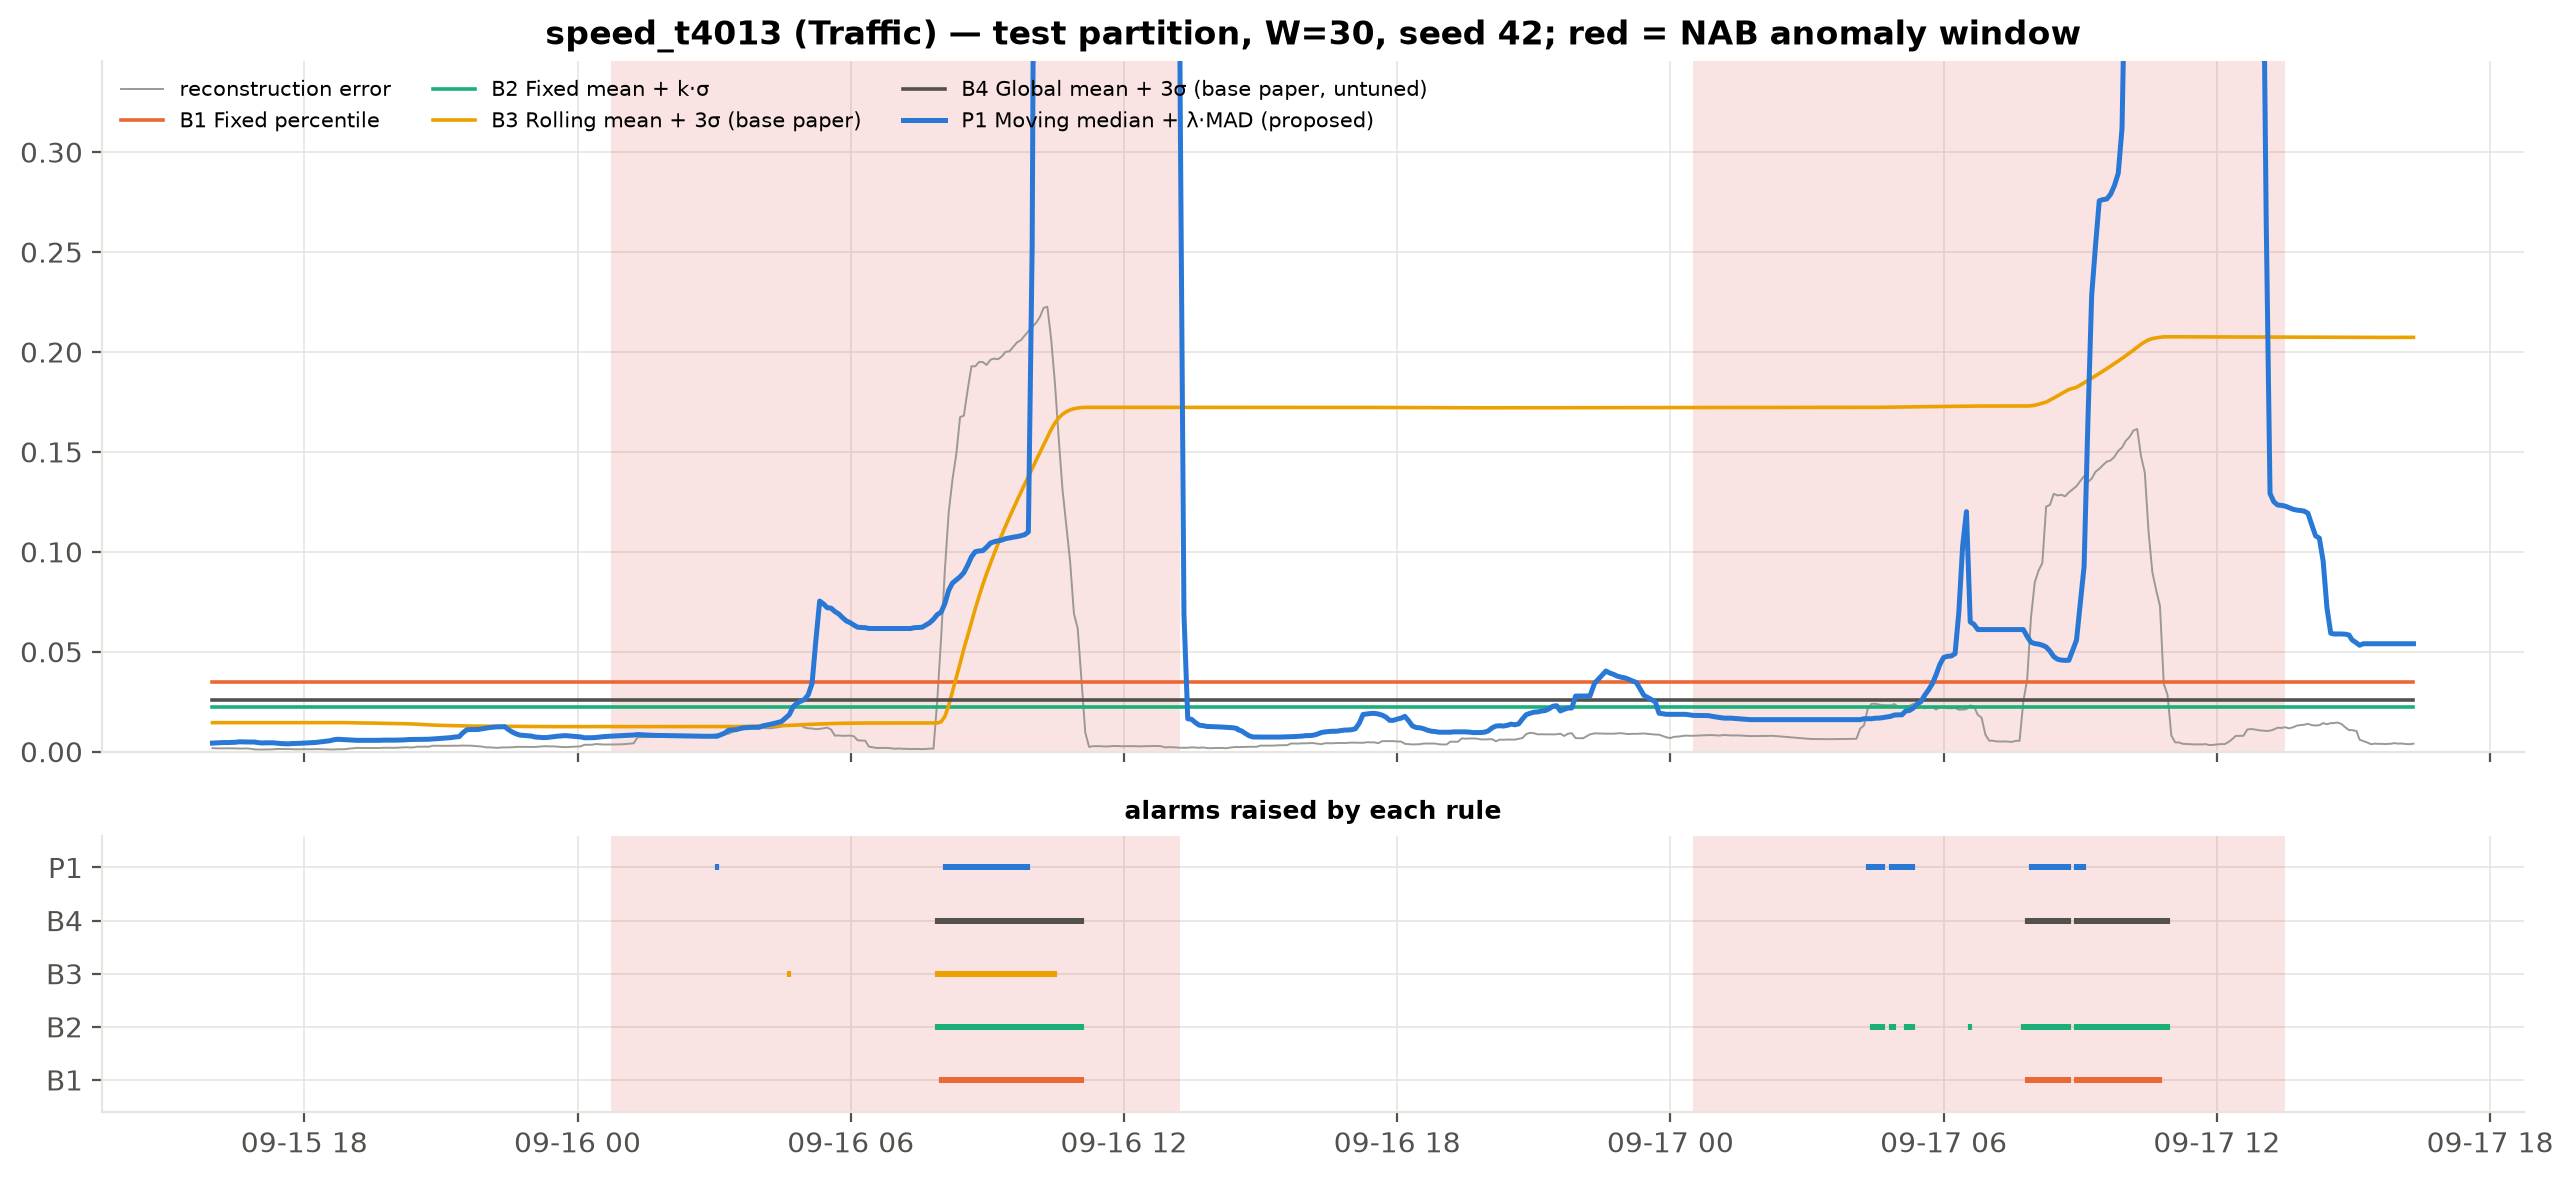 speed_t4013 (Traffic) — test partition, W=30, seed 42; red = NAB anomaly window
reconstruction error
B1 Fixed percentile
B2 Fixed mean + k·σ
B3 Rolling mean + 3σ (base paper)
B4 Global mean + 3σ (base paper, untuned)
P1 Moving median + λ·MAD (proposed)
0.30
0.25
0.20
0.15
0.10
0.05
0.00
alarms raised by each rule
P1
B4
B3
B2
B1
09-15 18
09-16 00
09-16 06
09-16 12
09-16 18
09-17 00
09-17 06
09-17 12
09-17 18